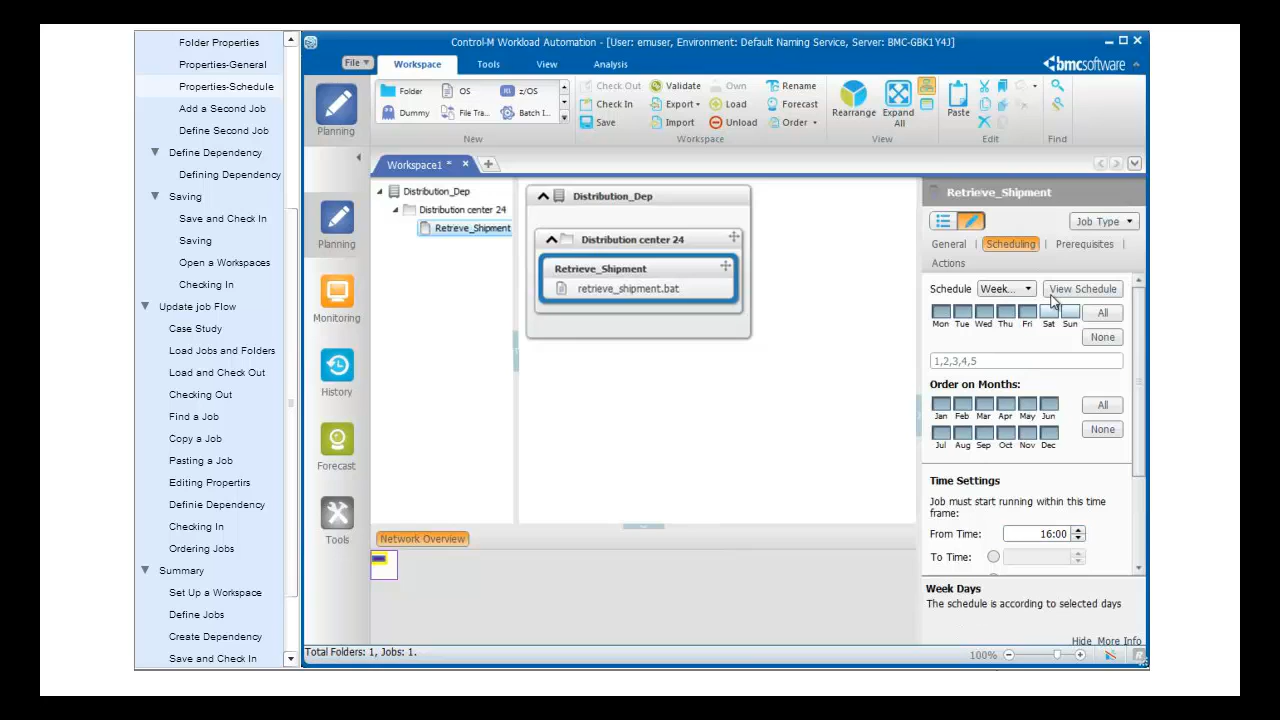 Folder Properties
Properties-General
Properties-Schedule
Add a Second Job
Define Second Job
Define Dependency
Defining Dependency
Saving
Save and Check In
Saving
Open a Workspaces
Checking In
Update job Flow
Case Study
Load Jobs and Folders
Load and Check Out
Checking Out
Find a Job
Copy a Job
Pasting a Job
Editing Propertirs
Definie Dependency
Checking In
Ordering Jobs
Summary
Set Up a Workspace
Define Jobs
Create Dependency
Save and Check In
Control-M Workload Automation - [User: emuser, Environment: Default Naming Service, Server: BMC-GBK1Y4J]
File Workspace Tools View Analysis
bmcsoftware
Planning
Folder OS z/OS
Dummy File Tra... Batch I...
New
Check Out Validate Own Rename
Check In Export Load Forecast
Save Import Unload Order
Workspace
Rearrange Expand All
View
Paste
Edit
Find
Workspace1 *
Planning
Monitoring
History
Forecast
Tools
Distribution_Dep
Distribution center 24
Retreve_Shipment
Distribution_Dep
Distribution center 24
Retrieve_Shipment
retrieve_shipment.bat
Network Overview
Retrieve_Shipment
Job Type
General Scheduling Prerequisites
Actions
Schedule Week... View Schedule
Mon Tue Wed Thu Fri Sat Sun All
None
1,2,3,4,5
Order on Months:
Jan Feb Mar Apr May Jun All
Jul Aug Sep Oct Nov Dec None
Time Settings
Job must start running within this time
frame:
From Time: 16:00
To Time:
Week Days
The schedule is according to selected days
Hide More Info
Total Folders: 1, Jobs: 1.
100%